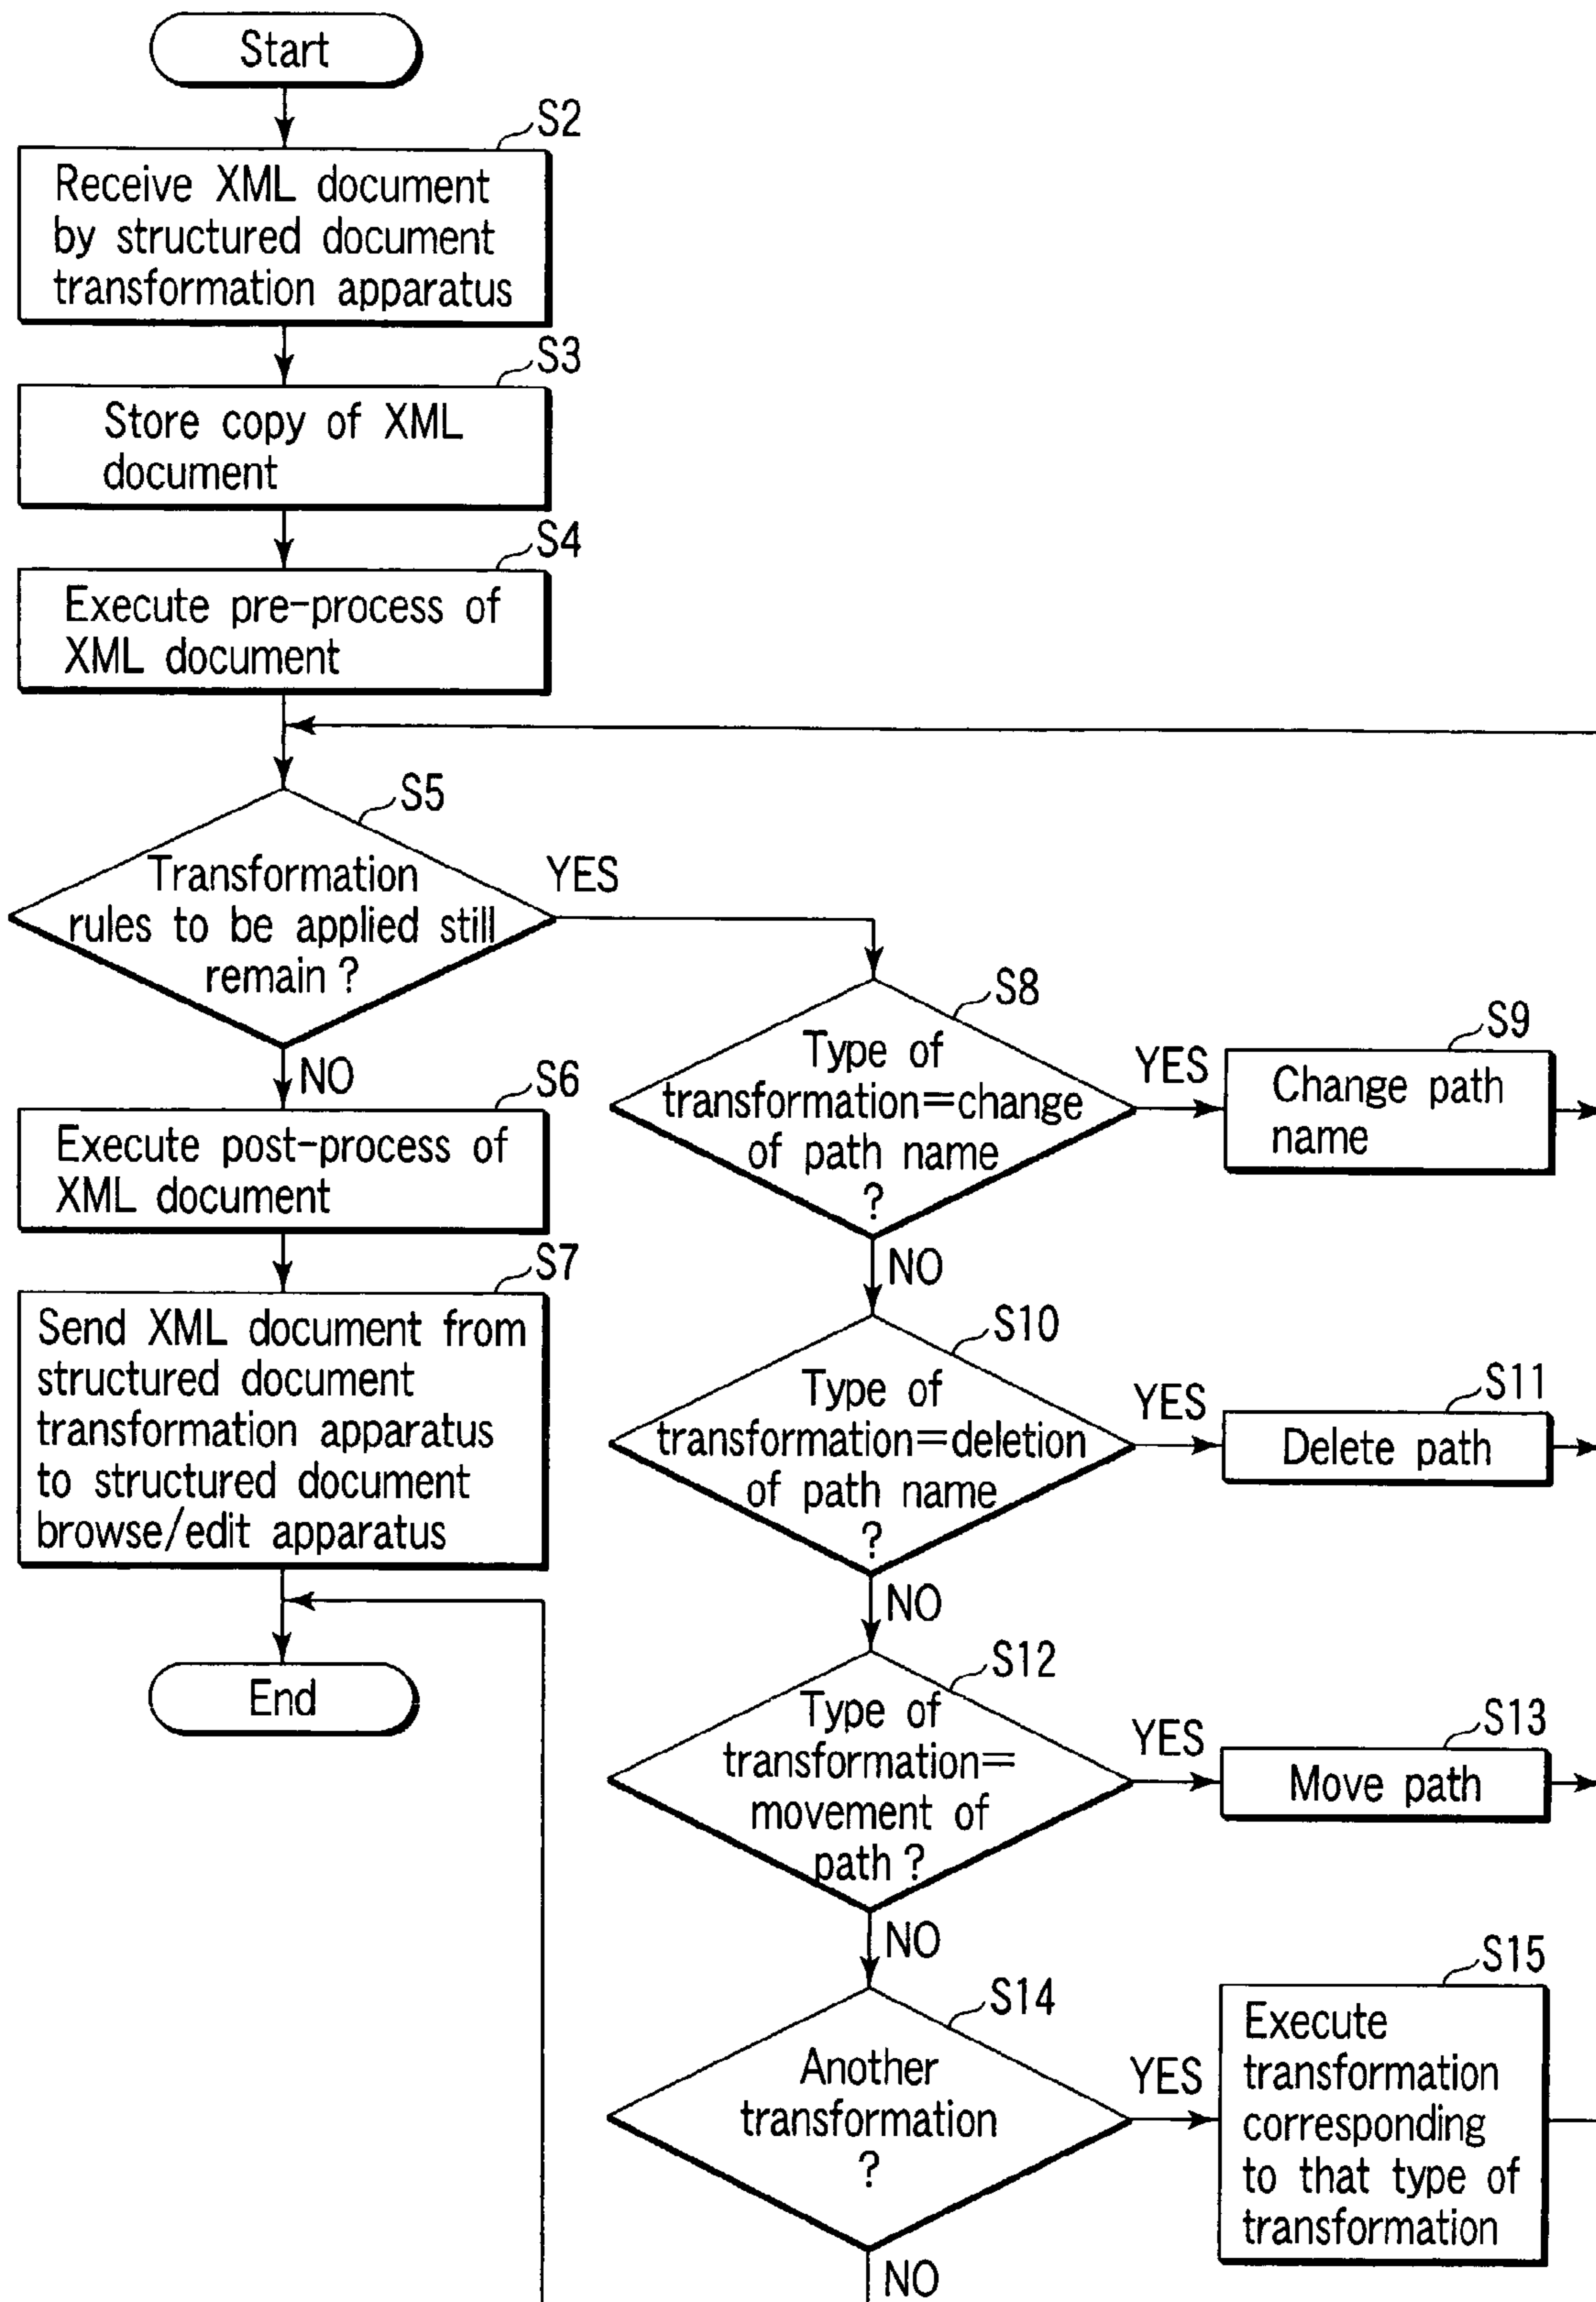 Start
S2
Receive XML document
by structured document
transformation apparatus
S3
Store copy of XML
document
S4
Execute pre-process of
XML document
S5
Transformation
rules to be applied still
remain ?
YES
NO
S6
Execute post-process of
XML document
S7
Send XML document from
structured document
transformation apparatus
to structured document
browse/edit apparatus
End
S8
Type of
transformation=change
of path name
?
YES
S9
Change path
name
NO
S10
Type of
transformation=deletion
of path name
?
YES
S11
Delete path
NO
S12
Type of
transformation=
movement of
path ?
YES
S13
Move path
NO
S14
Another
transformation
?
YES
S15
Execute
transformation
corresponding
to that type of
transformation
NO